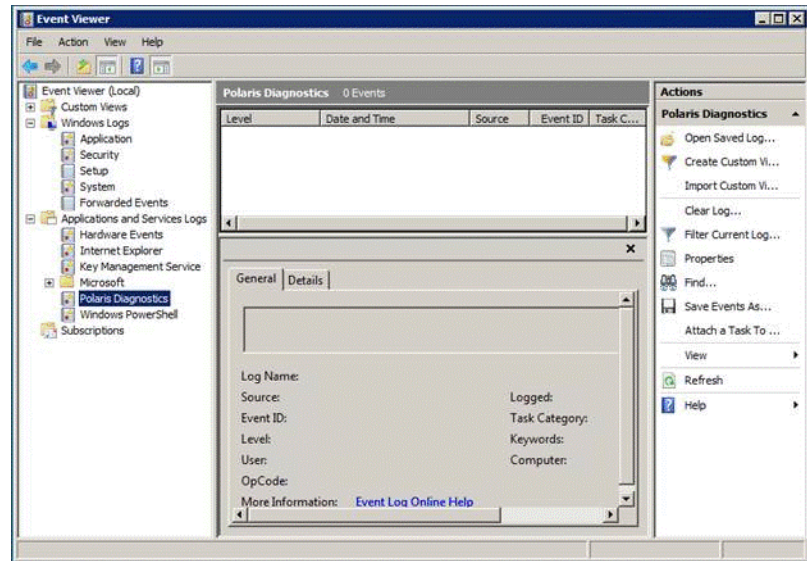 Event Viewer
File Action View Help
Event Viewer (Local)
Custom Views
Windows Logs
Application
Security
Setup
System
Forwarded Events
Applications and Services Logs
Hardware Events
Internet Explorer
Key Management Service
Microsoft
Polaris Diagnostics
Windows PowerShell
Subscriptions
Polaris Diagnostics 0 Events
Level Date and Time Source Event ID Task C...
General Details
Log Name:
Source: Logged:
Event ID: Task Category:
Level: Keywords:
User: Computer:
OpCode:
More Information: Event Log Online Help
Actions
Polaris Diagnostics
Open Saved Log...
Create Custom Vi...
Import Custom Vi...
Clear Log...
Filter Current Log...
Properties
Find...
Save Events As...
Attach a Task To ...
View
Refresh
Help